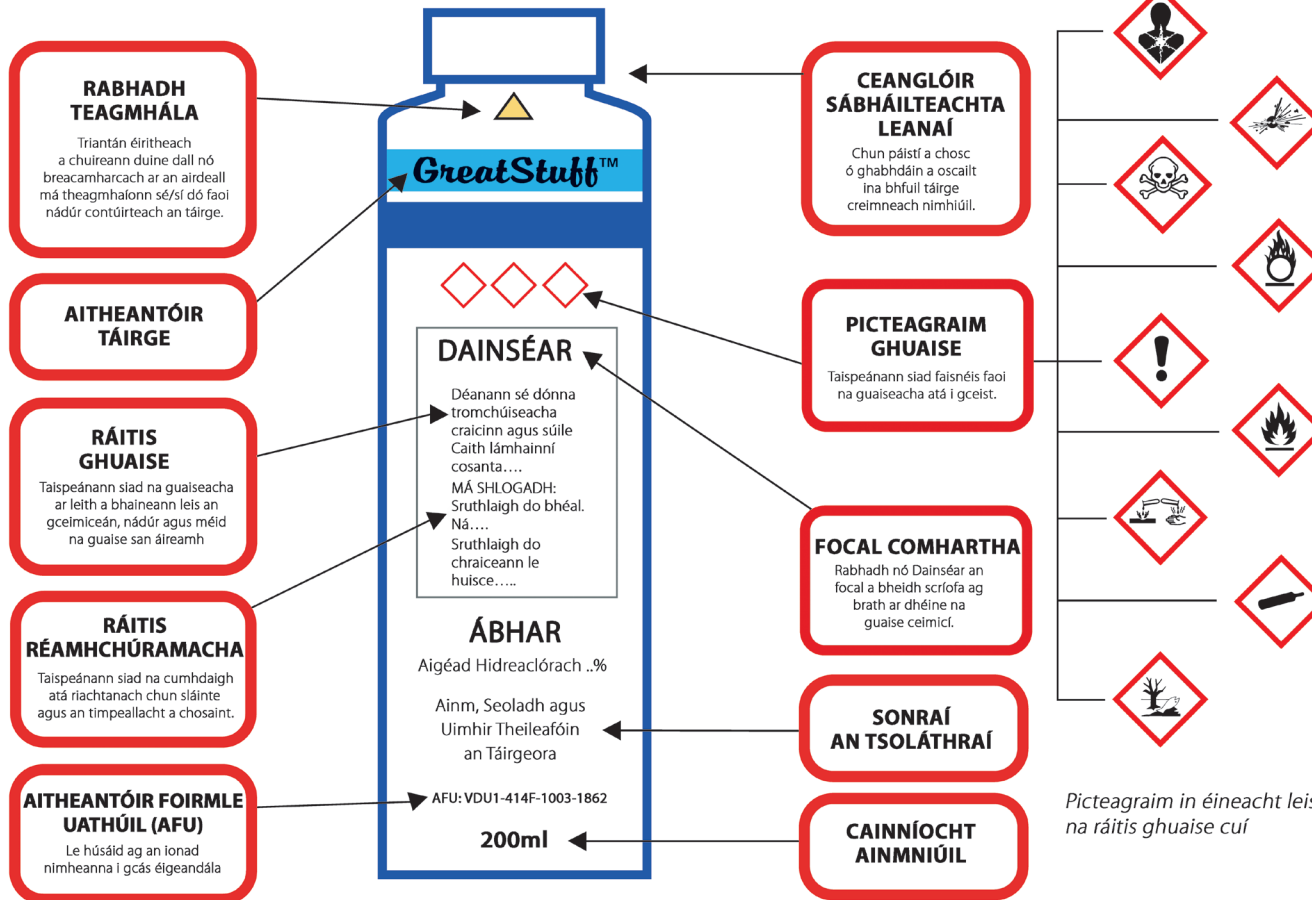 RABHADH
TEAGMHÁLA
Triantán éiritheach
a chuireann duine dall nó
breacamharcach ar an airdeall
má theagmhaíonn sé/sí dó faoi
nádúr contúirteach an táirge.
AITHEANTÓIR
TÁIRGE
RÁITIS
GHUAISE
Taispeánann siad na guaiseacha
ar leith a bhaineann leis an
gceimiceán, nádúr agus méid
na guaise san áireamh
RÁITIS
RÉAMHCHÚRAMACHA
Taispeánann siad na cumhdaigh
atá riachtanach chun sláinte
agus an timpeallacht a chosaint.
AITHEANTÓIR FOIRMLE
UATHÚIL (AFU)
Le húsáid ag an ionad
nimheanna i gcás éigeandála
GreatStuff™
DAINSÉAR
Déanann sé dónna
tromchúiseacha
craicinn agus súile
Caith lámhainní
cosanta....
MÁ SHLOGADH:
Sruthlaigh do bhéal.
Ná....
Sruthlaigh do
chraiceann le
huisce.....
ÁBHAR
Aigéad Hidreaclórach ..%
Ainm, Seoladh agus
Uimhir Theileafóin
an Táirgeora
AFU: VDU1-414F-1003-1862
200ml
CEANGLÓIR
SÁBHÁILTEACHTA
LEANAÍ
Chun páistí a chosc
ó ghabhdáin a oscailt
ina bhfuil táirge
creimneach nimhiúil.
PICTEAGRAIM
GHUAISE
Taispeánann siad faisnéis faoi
na guaiseacha atá i gceist.
FOCAL COMHARTHA
Rabhadh nó Dainséar an
focal a bheidh scríofa ag
brath ar dhéine na
guaise ceimicí.
SONRAÍ
AN TSOLÁTHRAÍ
CAINNÍOCHT
AINMNIÚIL
Picteagraim in éineacht leis
na ráitis ghuaise cuí